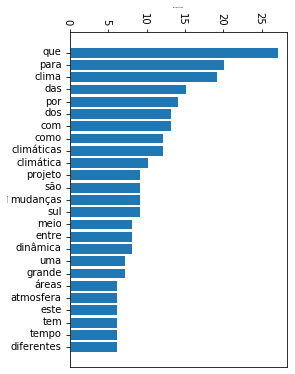 0 5 10 15 20 25
que
para
clima
das
por
dos
com
como
climáticas
climática
projeto
são
mudanças
sul
meio
entre
dinâmica
uma
grande
áreas
atmosfera
este
tem
tempo
diferentes